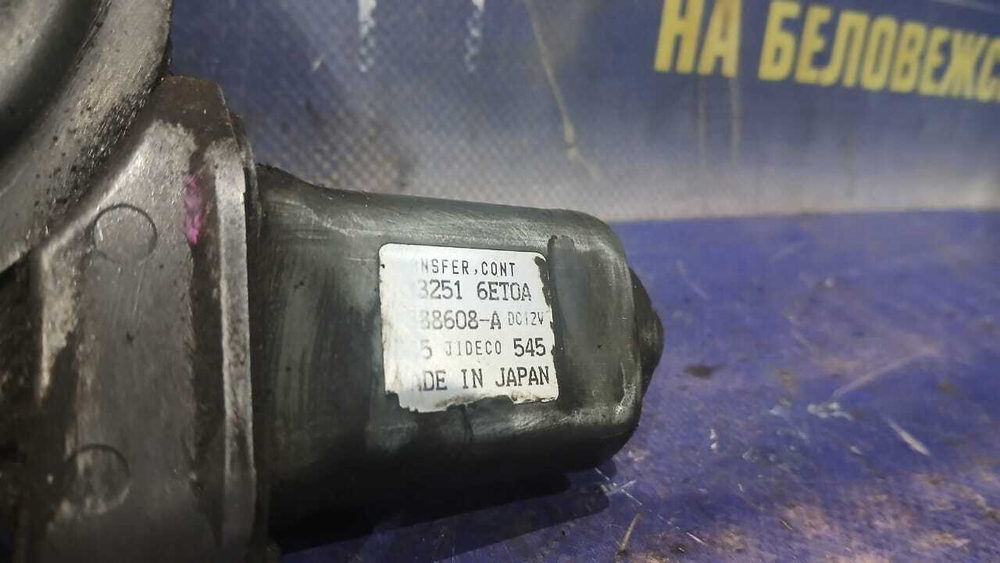 НА БЕЛОВЕЖС
NSFER,CONT
3251 6ET0A
88608-A DC12V
5 JIDECO 545
ADE IN JAPAN